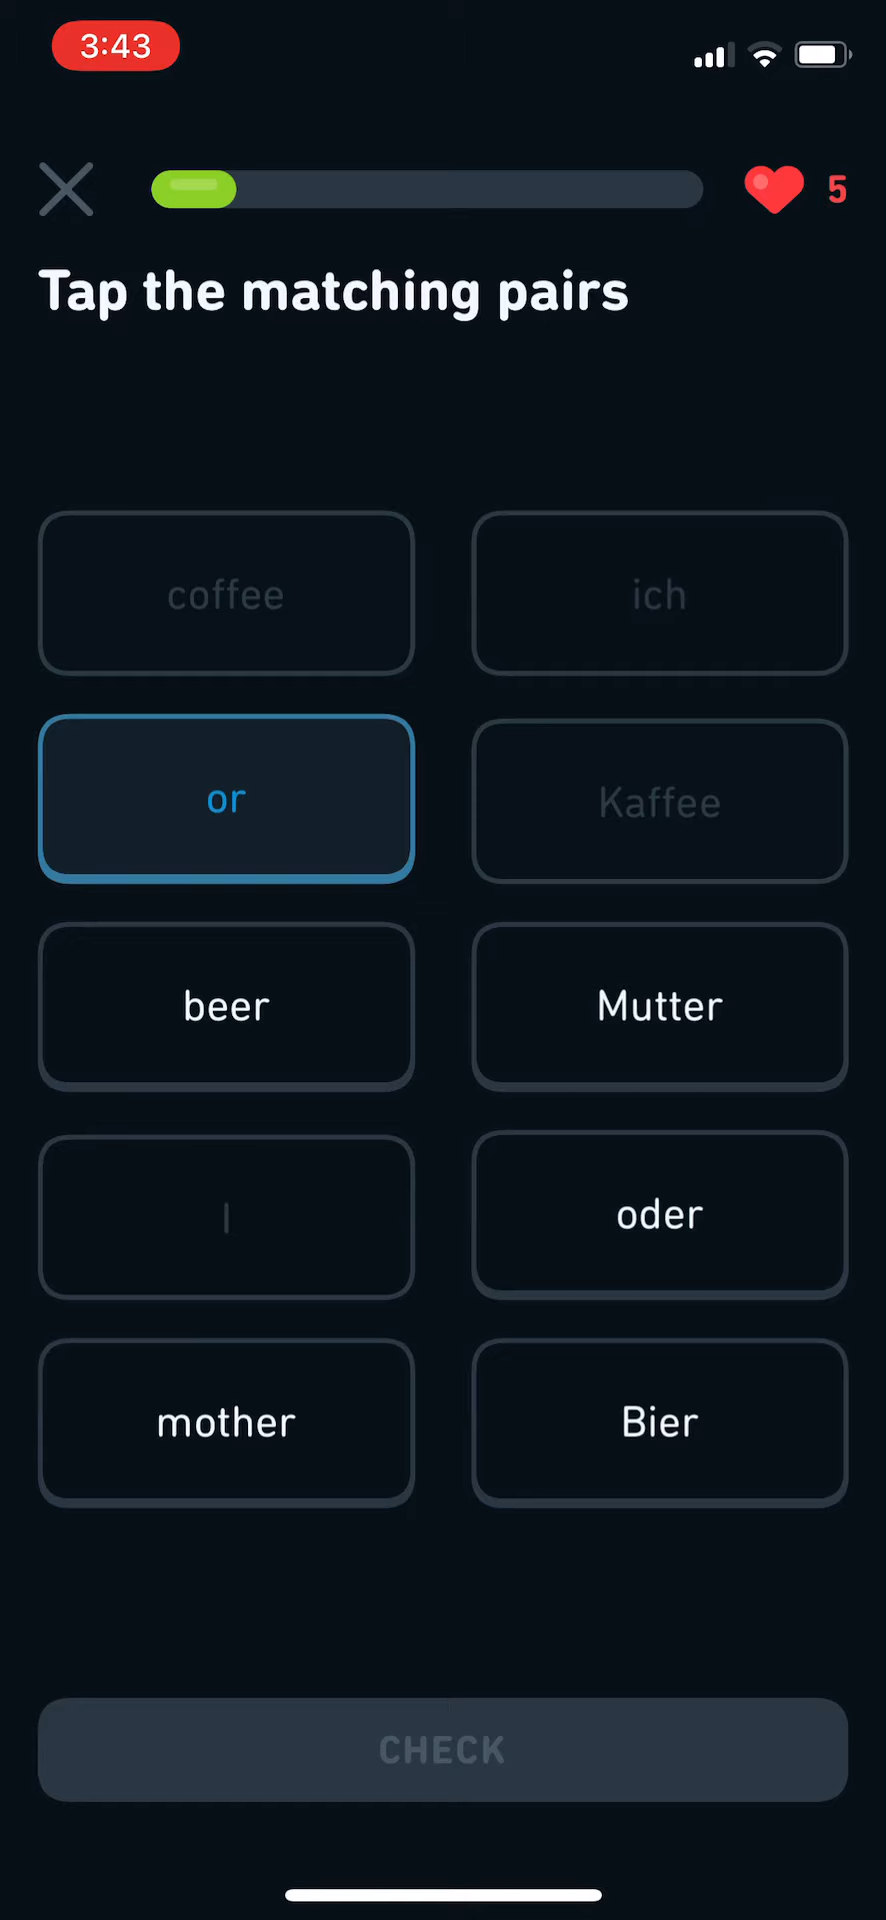 3:43
5
Tap the matching pairs
coffee
ich
or
Kaffee
beer
Mutter
I
oder
mother
Bier
CHECK